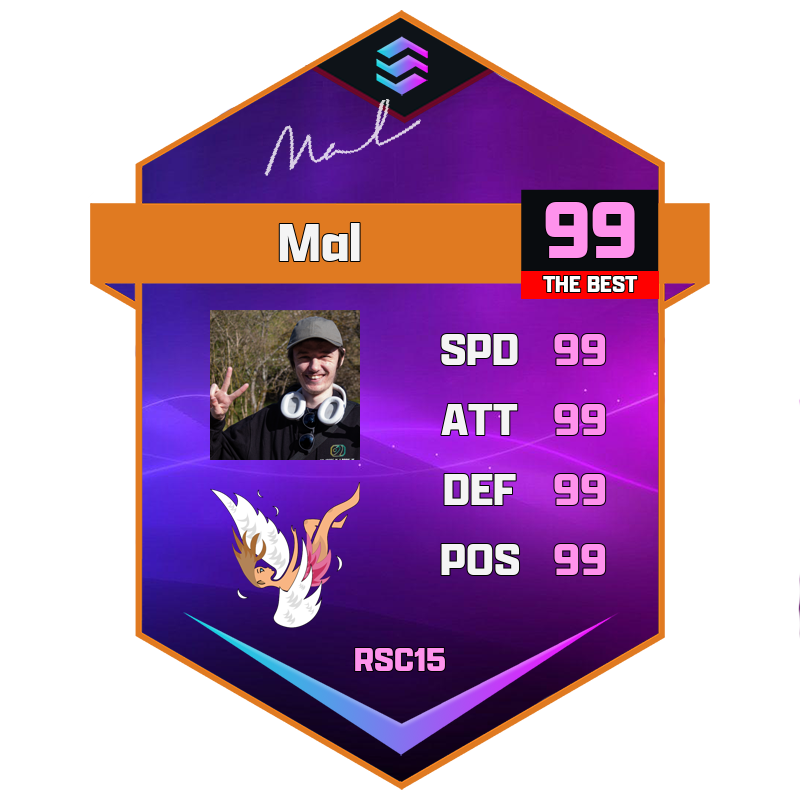 Mal
Mal
99
THE BEST
SPD 99
ATT 99
DEF 99
POS 99
RSC15